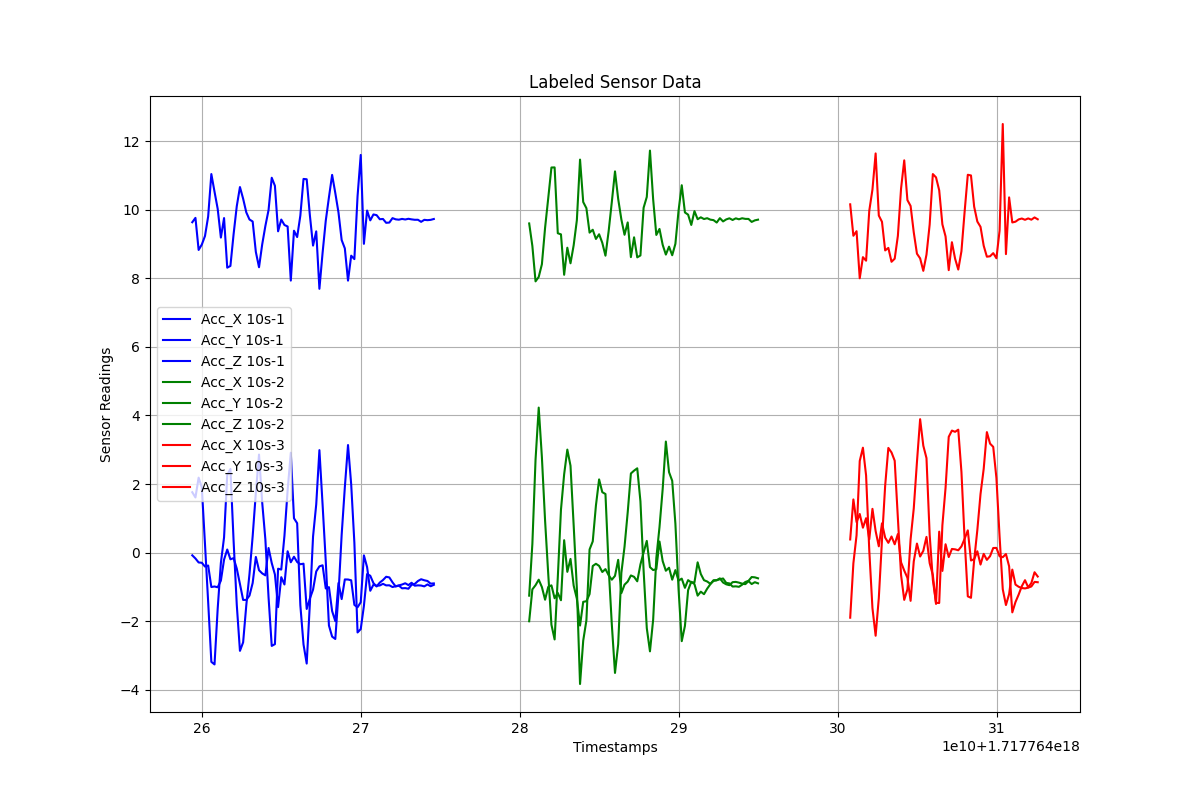 Labeled Sensor Data
12
10
8
6
4
2
0
−2
−4
Sensor Readings
Acc_X 10s-1
Acc_Y 10s-1
Acc_Z 10s-1
Acc_X 10s-2
Acc_Y 10s-2
Acc_Z 10s-2
Acc_X 10s-3
Acc_Y 10s-3
Acc_Z 10s-3
26 27 28 29 30 31
Timestamps
1e10+1.717764e18